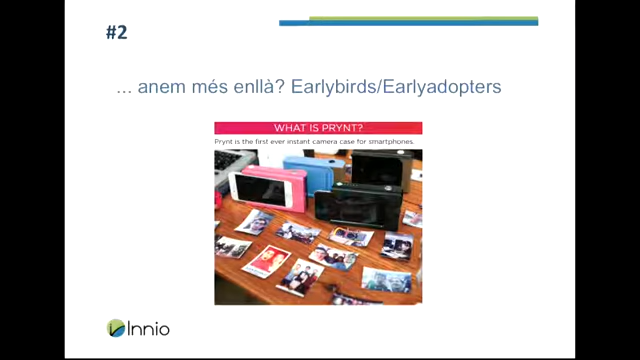 #2
... anem més enllà? Earlybirds/Earlyadopters
WHAT IS PRYNT?
Prynt is the first ever instant camera case for smartphones.
Innio